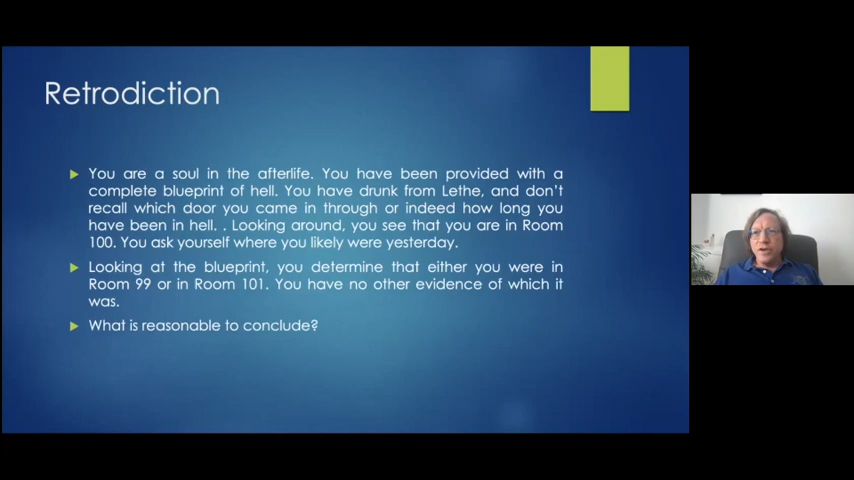 Retrodiction
You are a soul in the afterlife. You have been provided with a
complete blueprint of hell. You have drunk from Lethe, and don't
recall which door you came in through or indeed how long you
have been in hell. . Looking around, you see that you are in Room
100. You ask yourself where you likely were yesterday.
Looking at the blueprint, you determine that either you were in
Room 99 or in Room 101. You have no other evidence of which it
was.
What is reasonable to conclude?